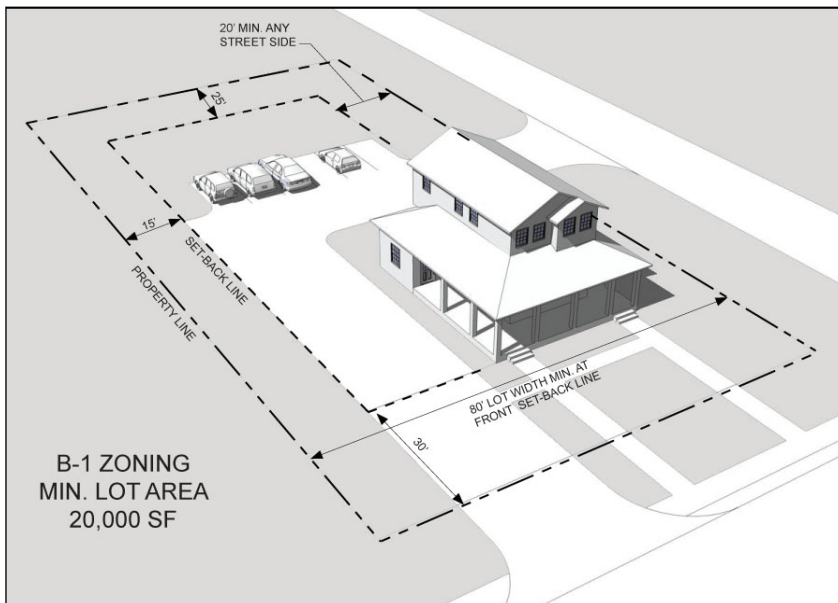 20' MIN. ANY
STREET SIDE
25'
15'
SET-BACK LINE
PROPERTY LINE
80' LOT WIDTH MIN. AT
FRONT SET-BACK LINE
30'
B-1 ZONING
MIN. LOT AREA
20,000 SF